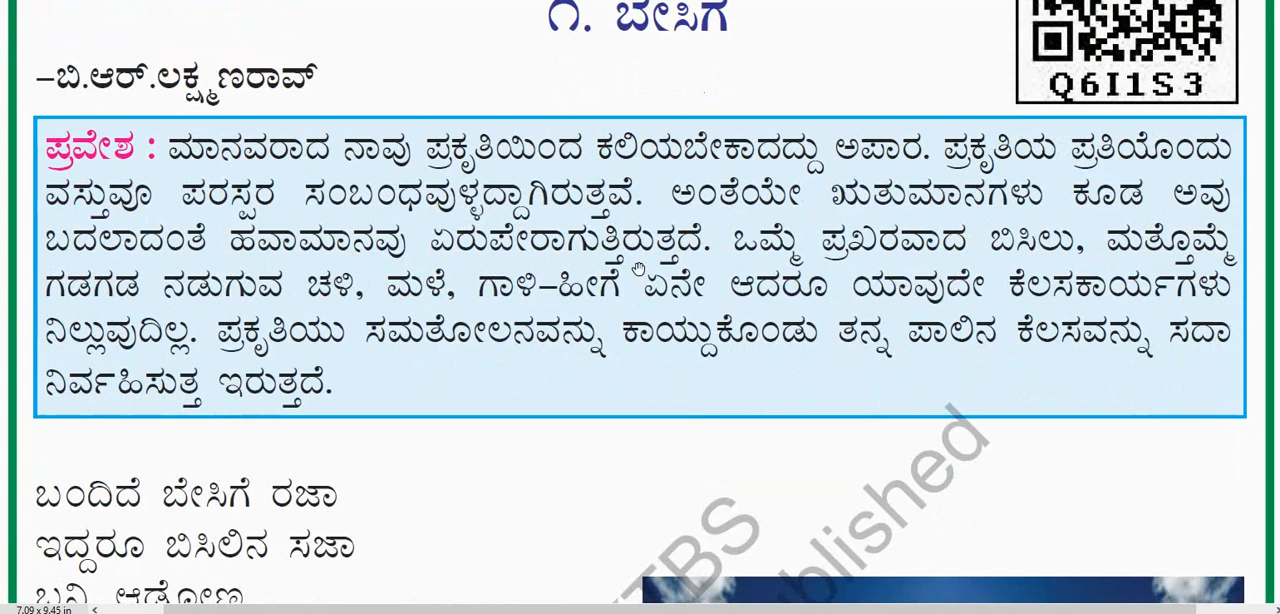 ೧. ಬೇಸಿಗೆ
Q6I1S3
–ಬಿ.ಆರ್.ಲಕ್ಷ್ಮಣರಾವ್
ಪ್ರವೇಶ : ಮಾನವರಾದ ನಾವು ಪ್ರಕೃತಿಯಿಂದ ಕಲಿಯಬೇಕಾದದ್ದು ಅಪಾರ. ಪ್ರಕೃತಿಯ ಪ್ರತಿಯೊಂದು
ವಸ್ತುವೂ ಪರಸ್ಪರ ಸಂಬಂಧವುಳ್ಳದ್ದಾಗಿರುತ್ತವೆ. ಅಂತೆಯೇ ಋತುಮಾನಗಳು ಕೂಡ ಅವು
ಬದಲಾದಂತೆ ಹವಾಮಾನವು ಏರುಪೇರಾಗುತ್ತಿರುತ್ತದೆ. ಒಮ್ಮೆ ಪ್ರಖರವಾದ ಬಿಸಿಲು, ಮತ್ತೊಮ್ಮೆ
ಗಡಗಡ ನಡುಗುವ ಚಳಿ, ಮಳೆ, ಗಾಳಿ–ಹೀಗೆ ಏನೇ ಆದರೂ ಯಾವುದೇ ಕೆಲಸಕಾರ್ಯಗಳು
ನಿಲ್ಲುವುದಿಲ್ಲ. ಪ್ರಕೃತಿಯು ಸಮತೋಲನವನ್ನು ಕಾಯ್ದುಕೊಂಡು ತನ್ನ ಪಾಲಿನ ಕೆಲಸವನ್ನು ಸದಾ
ನಿರ್ವಹಿಸುತ್ತ ಇರುತ್ತದೆ.
ಬಂದಿದೆ ಬೇಸಿಗೆ ರಜಾ
ಇದ್ದರೂ ಬಿಸಿಲಿನ ಸಜಾ
ಬನ್ನಿ ಆಡೋಣ
7.09 x 9.45 in